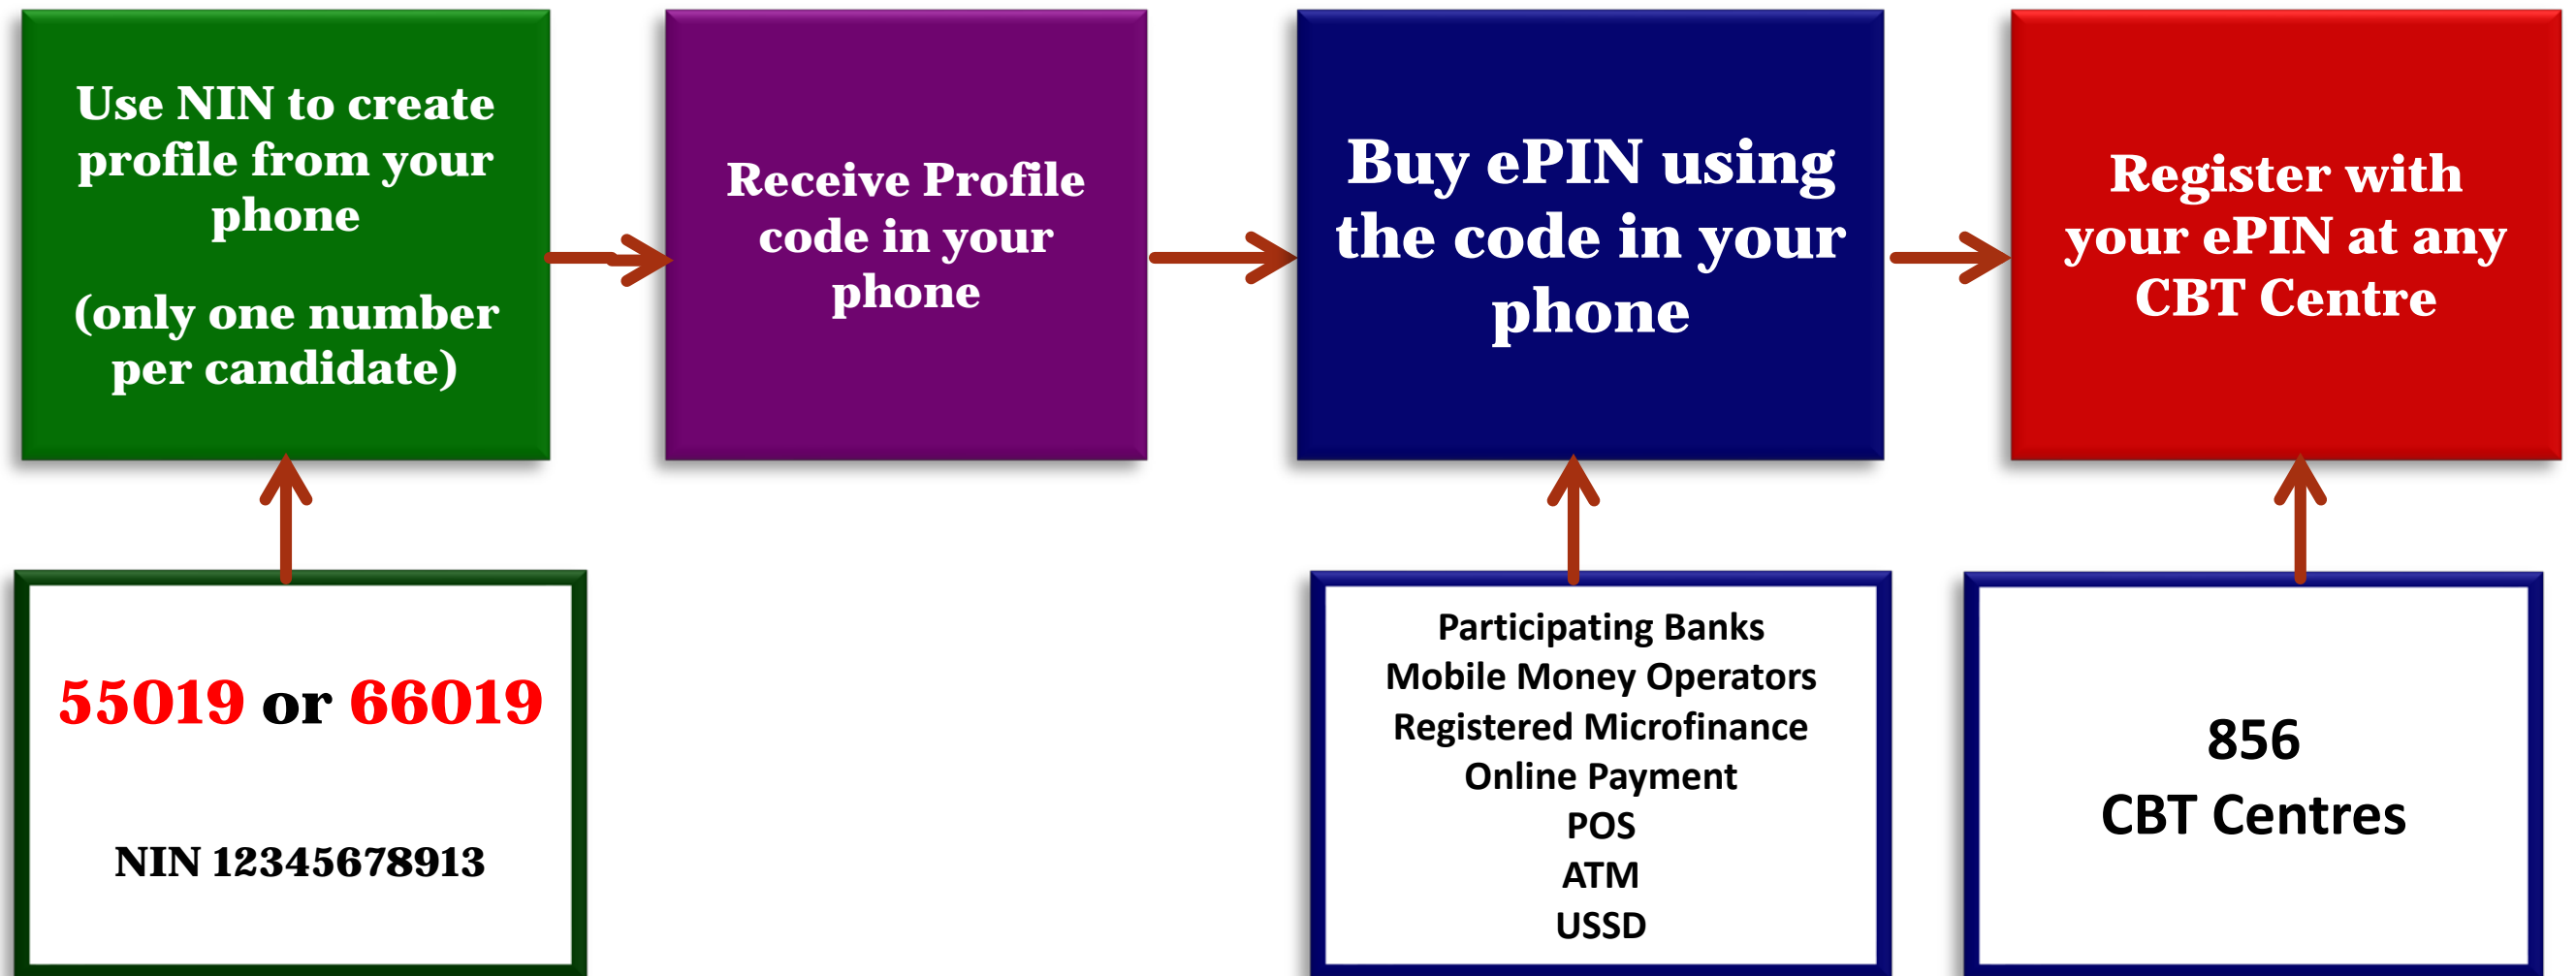 Use NIN to create
profile from your
phone
(only one number
per candidate)
Receive Profile
code in your
phone
Buy ePIN using
the code in your
phone
Register with
your ePIN at any
CBT Centre
55019 or 66019
NIN 12345678913
Participating Banks
Mobile Money Operators
Registered Microfinance
Online Payment
POS
ATM
USSD
856
CBT Centres